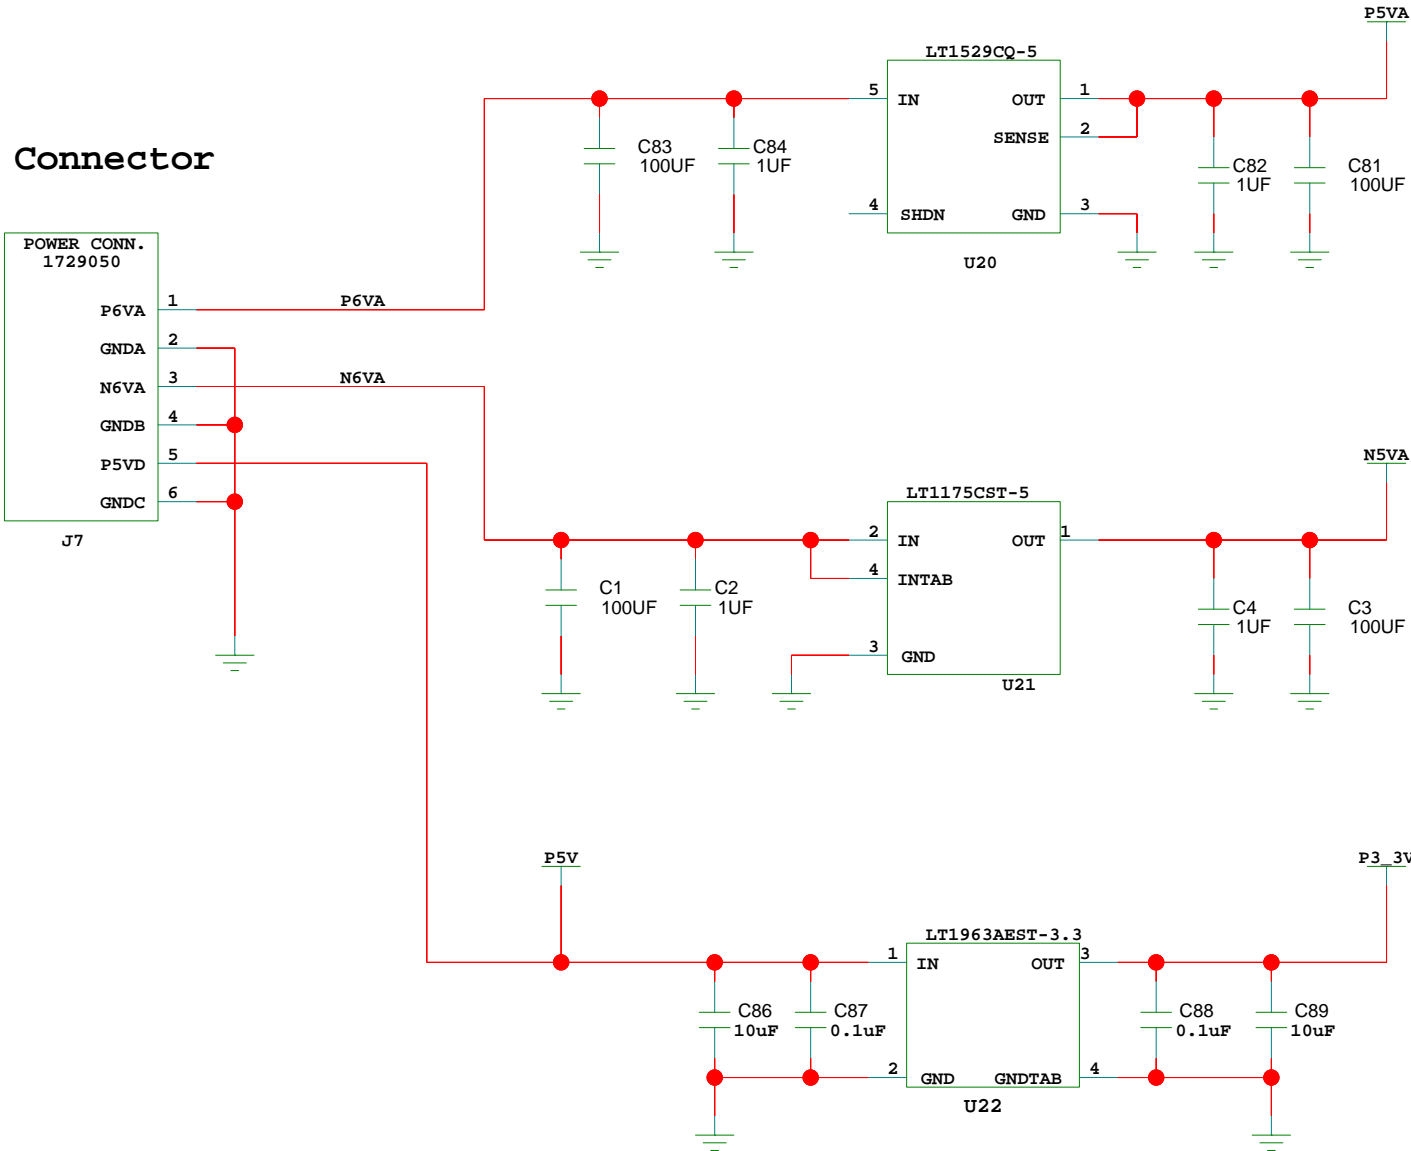 Connector
POWER CONN.
1729050
P6VA 1
GNDA 2
N6VA 3
GNDB 4
P5VD 5
GNDC 6
J7
P6VA
N6VA
C83
100UF
C84
1UF
LT1529CQ-5
5 IN
OUT 1
SENSE 2
4 SHDN
GND 3
U20
C82
1UF
C81
100UF
P5VA
C1
100UF
C2
1UF
LT1175CST-5
2 IN
OUT 1
4 INTAB
3 GND
U21
C4
1UF
C3
100UF
N5VA
P5V
C86
10uF
C87
0.1uF
LT1963AEST-3.3
1 IN
OUT 3
2 GND
GNDTAB 4
U22
C88
0.1uF
C89
10uF
P3_3V